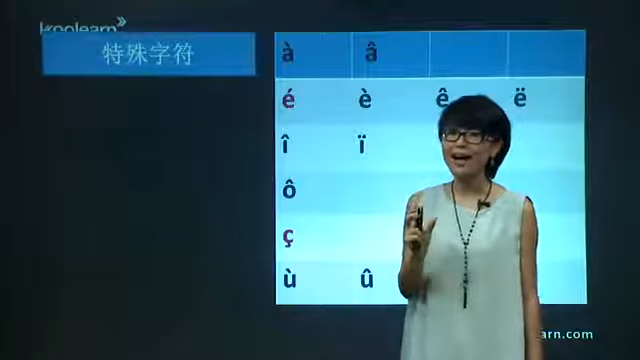 koolearn
特殊字符
à â
é è ê ë
î ï
ô
ç
ù û
arn.com